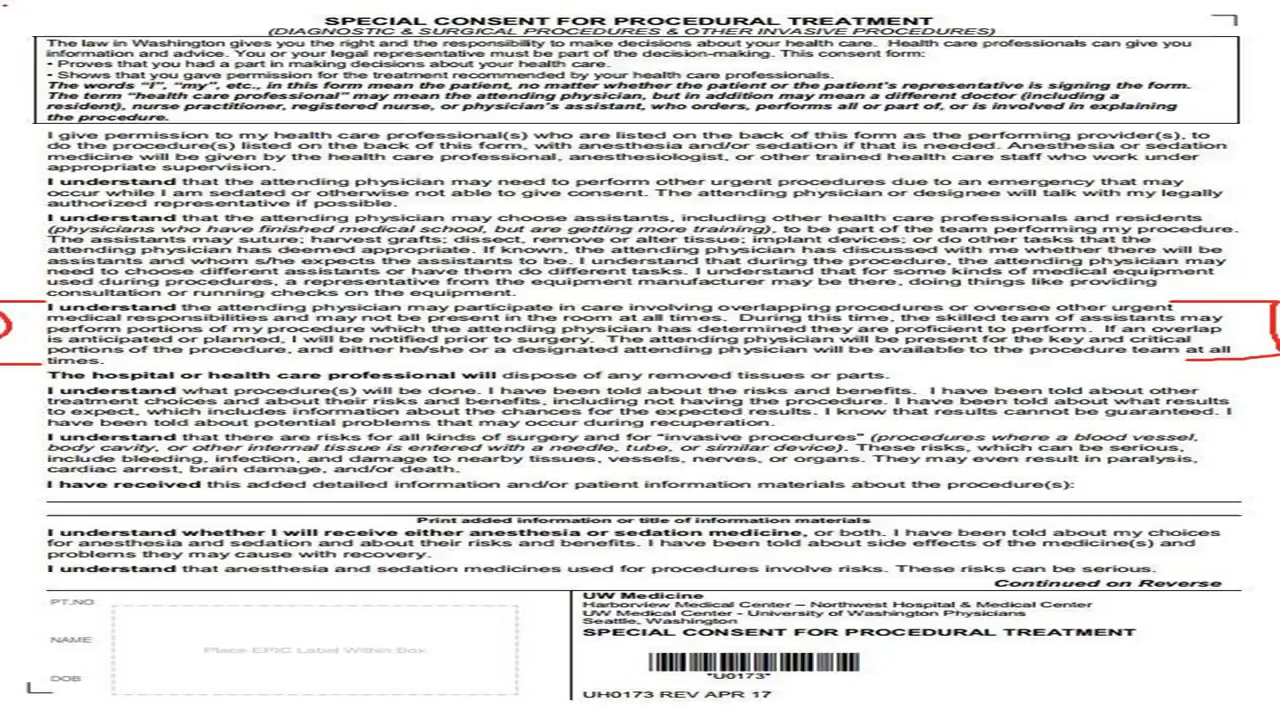 SPECIAL CONSENT FOR PROCEDURAL TREATMENT
(DIAGNOSTIC & SURGICAL PROCEDURES & OTHER INVASIVE PROCEDURES)
The law in Washington gives you the right and the responsibility to make decisions about your health care. Health care professionals can give you
information and advice. You or your legal representative must be part of the decision-making. This consent form:
• Proves that you had a part in making decisions about your health care.
• Shows that you gave permission for the treatment recommended by your health care professionals.
The words "I", "my", etc., in this form mean the patient, no matter whether the patient or the patient's representative is signing the form.
The term "health care professional" may mean the attending physician, but in addition may mean a different doctor (including a
resident), nurse practitioner, registered nurse, or physician's assistant, who orders, performs all or part of, or is involved in explaining
the procedure.
I give permission to my health care professional(s) who are listed on the back of this form as the performing provider(s), to
do the procedure(s) listed on the back of this form, with anesthesia and/or sedation if that is needed. Anesthesia or sedation
medicine will be given by the health care professional, anesthesiologist, or other trained health care staff who work under
appropriate supervision.
I understand that the attending physician may need to perform other urgent procedures due to an emergency that may
occur while I am sedated or otherwise not able to give consent. The attending physician or designee will talk with my legally
authorized representative if possible.
I understand that the attending physician may choose assistants, including other health care professionals and residents
(physicians who have finished medical school, but are getting more training), to be part of the team performing my procedure.
The assistants may suture; harvest grafts; dissect, remove or alter tissue; implant devices; or do other tasks that the
attending physician has deemed appropriate. If known, the attending physician has discussed with me whether there will be
assistants and whom s/he expects the assistants to be. I understand that during the procedure, the attending physician may
need to choose different assistants or have them do different tasks. I understand that for some kinds of medical equipment
used during procedures, a representative from the equipment manufacturer may be there, doing things like providing
consultation or running checks on the equipment.
I understand the attending physician may participate in care involving overlapping procedures or oversee other urgent
medical responsibilities and may not be present in the room at all times. During this time, the skilled team of assistants may
perform portions of my procedure which the attending physician has determined they are proficient to perform. If an overlap
is anticipated or planned, I will be notified prior to surgery. The attending physician will be present for the key and critical
portions of the procedure, and either he/she or a designated attending physician will be available to the procedure team at all
times.
The hospital or health care professional will dispose of any removed tissues or parts.
I understand what procedure(s) will be done. I have been told about the risks and benefits. I have been told about other
treatment choices and about their risks and benefits, including not having the procedure. I have been told about what results
to expect, which includes information about the chances for the expected results. I know that results cannot be guaranteed. I
have been told about potential problems that may occur during recuperation.
I understand that there are risks for all kinds of surgery and for "invasive procedures" (procedures where a blood vessel,
body cavity, or other internal tissue is entered with a needle, tube, or similar device). These risks, which can be serious,
include bleeding, infection, and damage to nearby tissues, vessels, nerves, or organs. They may even result in paralysis,
cardiac arrest, brain damage, and/or death.
I have received this added detailed information and/or patient information materials about the procedure(s):
Print added information or title of information materials
I understand whether I will receive either anesthesia or sedation medicine, or both. I have been told about my choices
for anesthesia and sedation and about their risks and benefits. I have been told about side effects of the medicine(s) and
problems they may cause with recovery.
I understand that anesthesia and sedation medicines used for procedures involve risks. These risks can be serious.
Continued on Reverse
PT.NO
NAME
DOB
Place EPIC Label Within Box
UW Medicine
Harborview Medical Center – Northwest Hospital & Medical Center
UW Medical Center - University of Washington Physicians
Seattle, Washington
SPECIAL CONSENT FOR PROCEDURAL TREATMENT
*U0173*
UH0173 REV APR 17